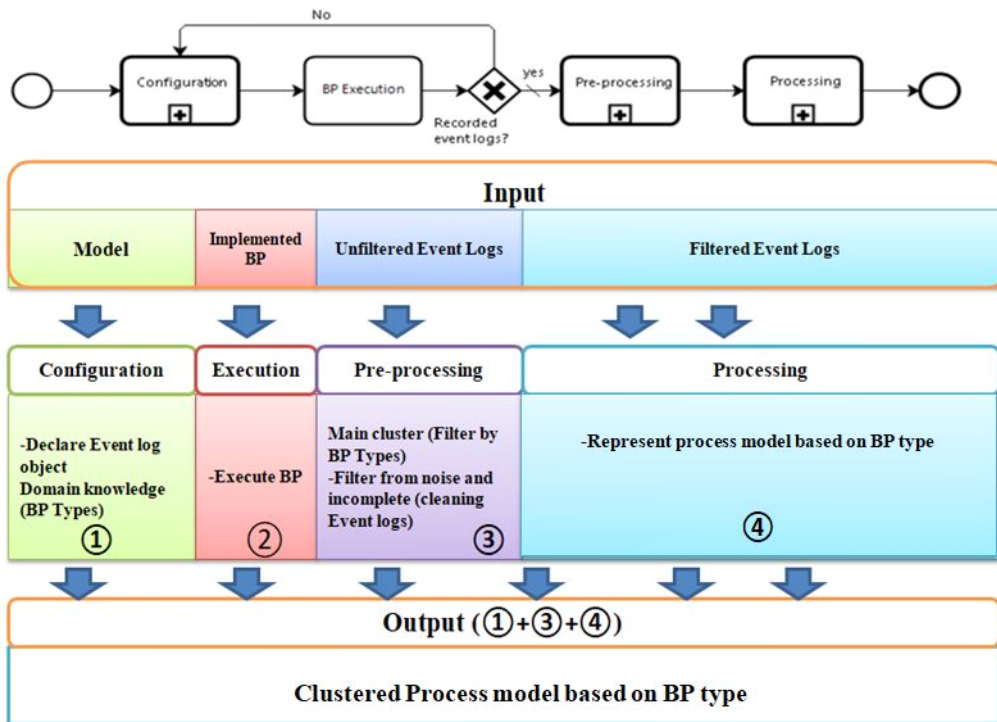 No
Configuration
BP Execution
yes
Pre-processing
Processing
Recorded
event logs?
Input
Model
Implemented
BP
Unfiltered Event Logs
Filtered Event Logs
Configuration
Execution
Pre-processing
Processing
-Declare Event log
object
Domain knowledge
(BP Types)
①
-Execute BP
②
Main cluster (Filter by
BP Types)
-Filter from noise and
incomplete (cleaning
Event logs)
③
-Represent process model based on BP type
④
Output (①+③+④)
Clustered Process model based on BP type